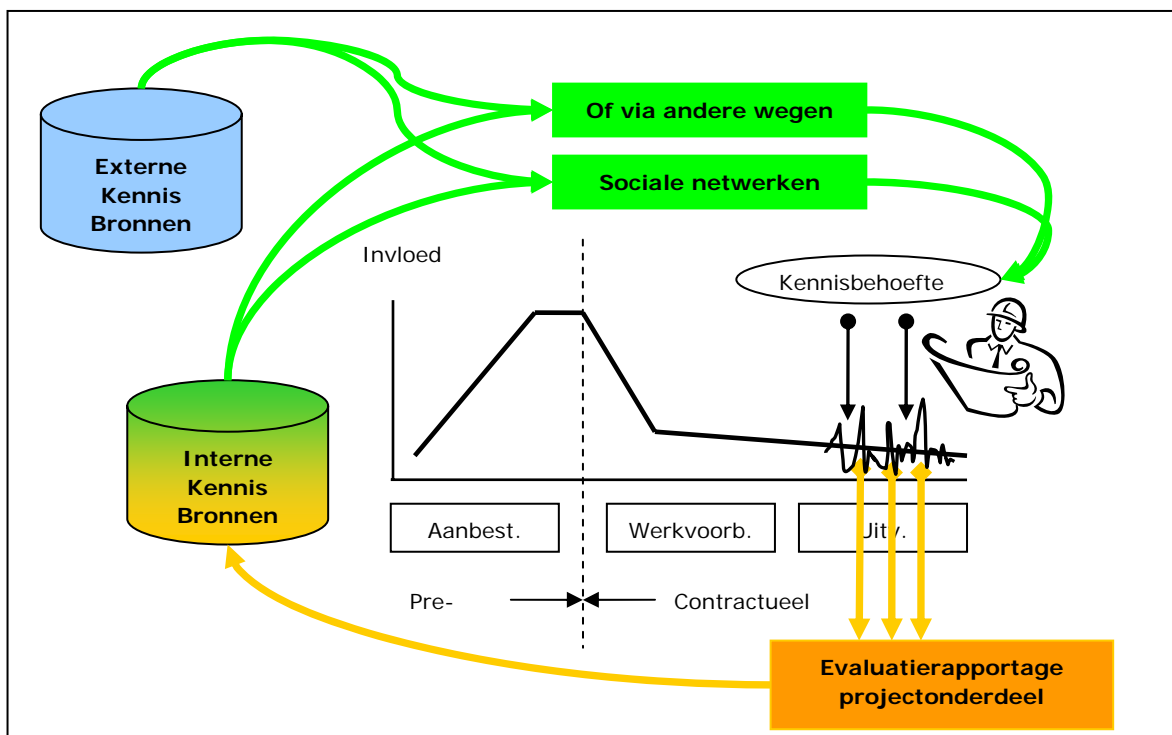 Of via andere wegen
Externe
Kennis
Bronnen
Sociale netwerken
Invloed
Kennisbehoefte
Interne
Kennis
Bronnen
Aanbest.
Werkvoorb.
Uitv.
Pre-
Contractueel
Evaluatierapportage
projectonderdeel